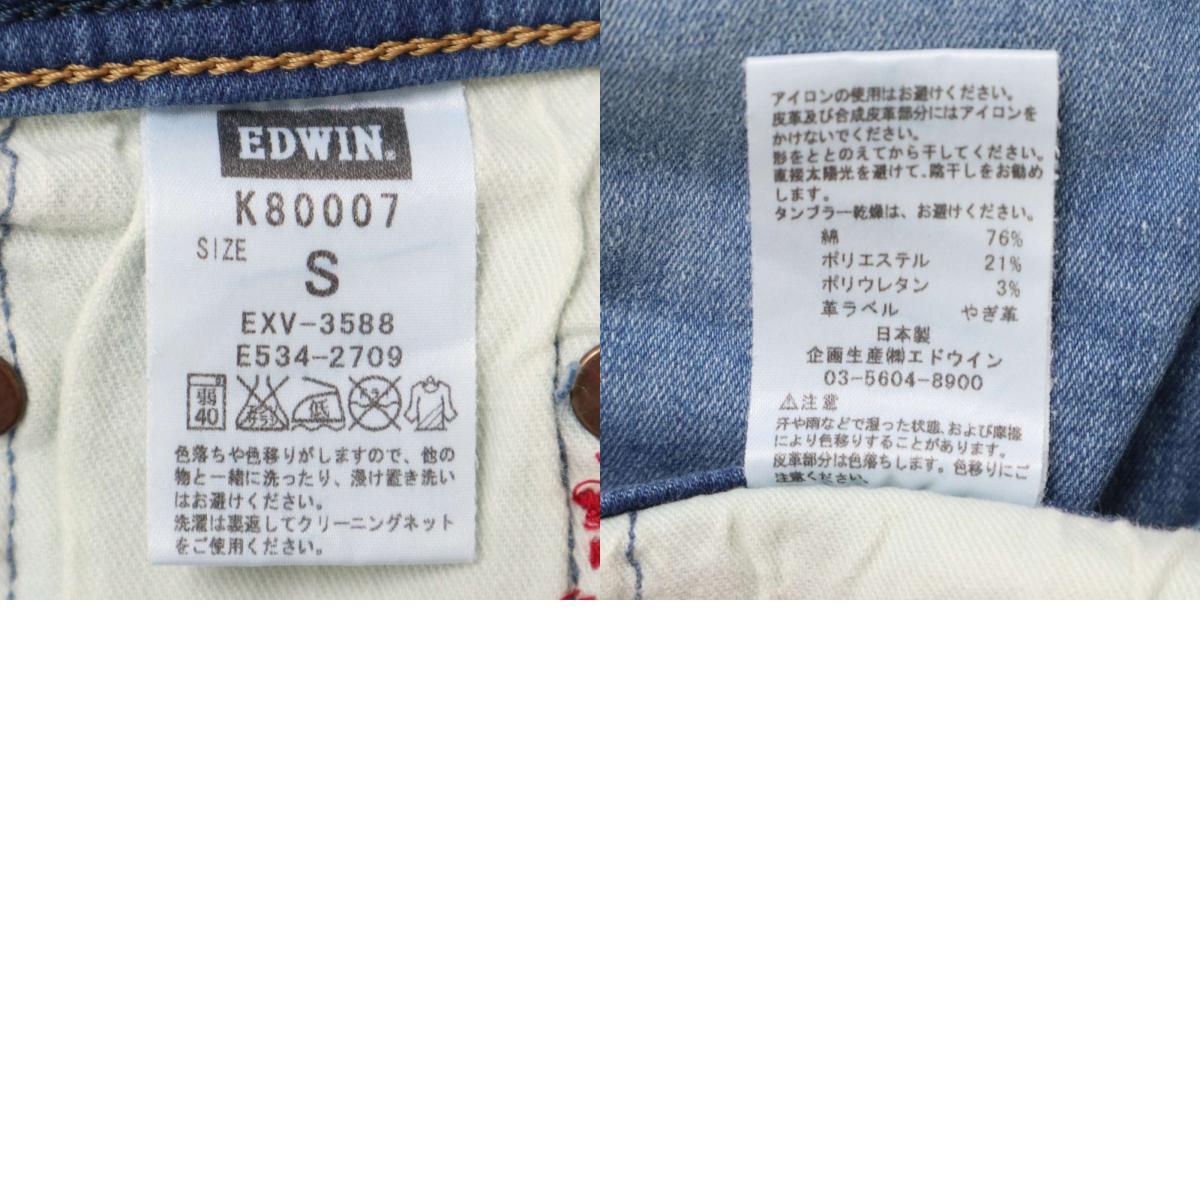 EDWIN.
K80007
SIZE
S
EXV-3588
E534-2709
弱
40
エンソ
低
色落ちや色移りがしますので、他の
物と一緒に洗ったり、浸け置き洗い
はお避けください。
洗濯は裏返してクリーニングネット
をご使用ください。
アイロンの使用はお避けください。
皮革及び合成皮革部分にはアイロンを
かけないでください。
形をととのえてから干してください。
直接太陽光を避けて、陰干しをお勧め
します。
タンブラー乾燥は、お避けください。
綿 76%
ポリエステル 21%
ポリウレタン 3%
革ラベル やぎ革
日本製
企画生産㈱エドウイン
03-5604-8900
⚠注意
汗や雨などで湿った状態、および摩擦
により色移りすることがあります。
皮革部分は色落ちします。色移りにご
注意ください。